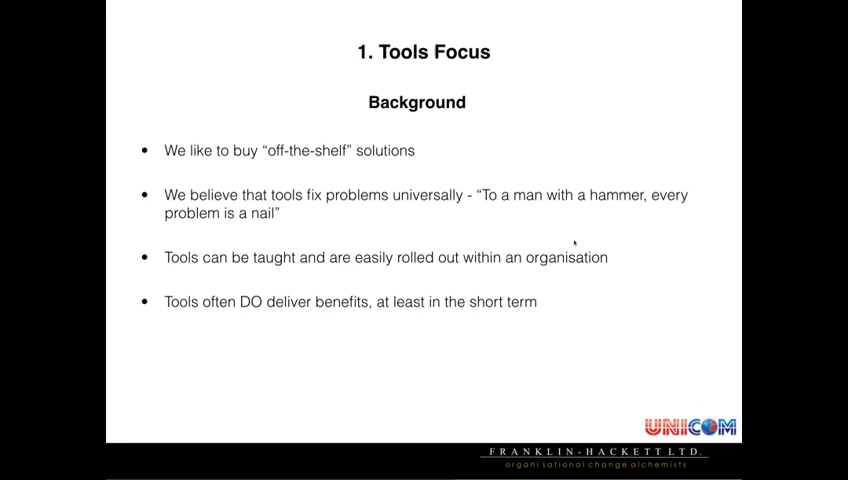 1. Tools Focus
Background
• We like to buy “off-the-shelf” solutions
• We believe that tools fix problems universally - “To a man with a hammer, every
problem is a nail”
• Tools can be taught and are easily rolled out within an organisation
• Tools often DO deliver benefits, at least in the short term
UNICOM
FRANKLIN-HACKETT LTD.
organisational change alchemists